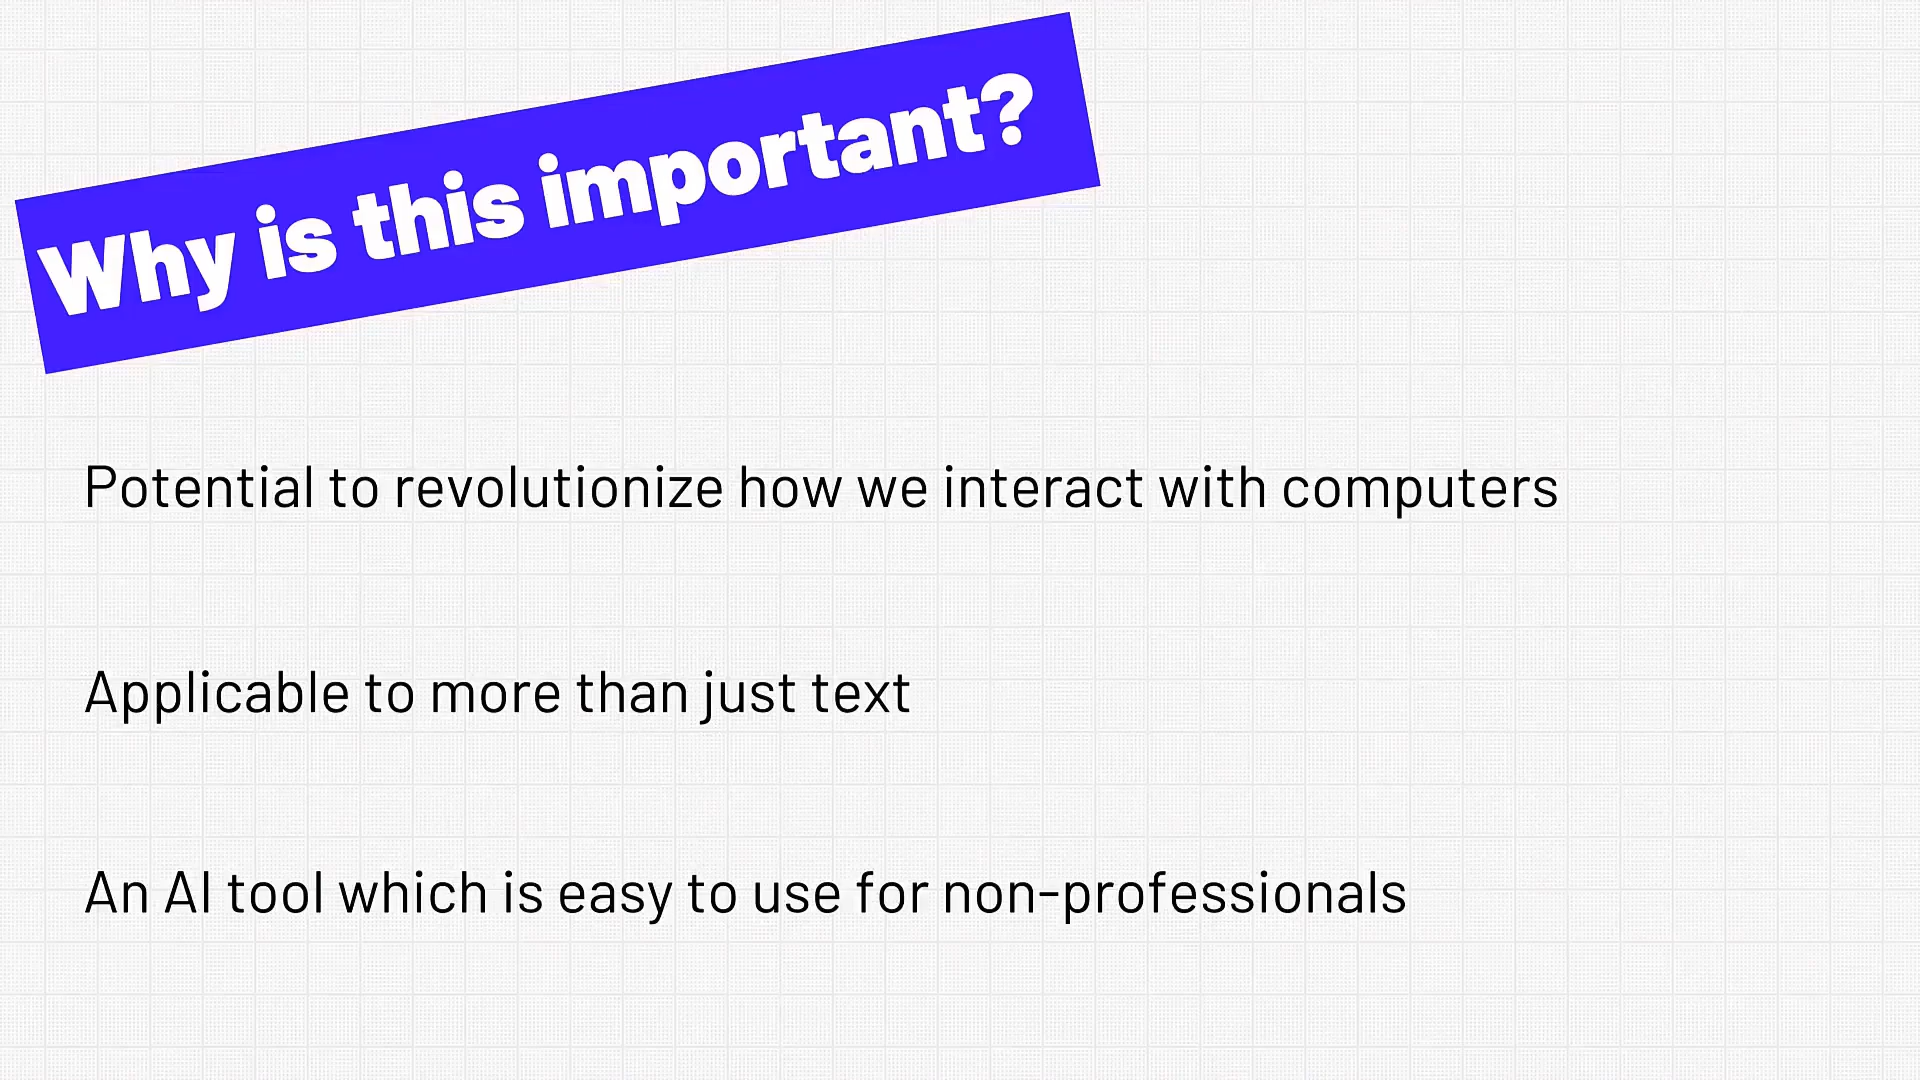 Why is this important?
Potential to revolutionize how we interact with computers
Applicable to more than just text
An AI tool which is easy to use for non-professionals